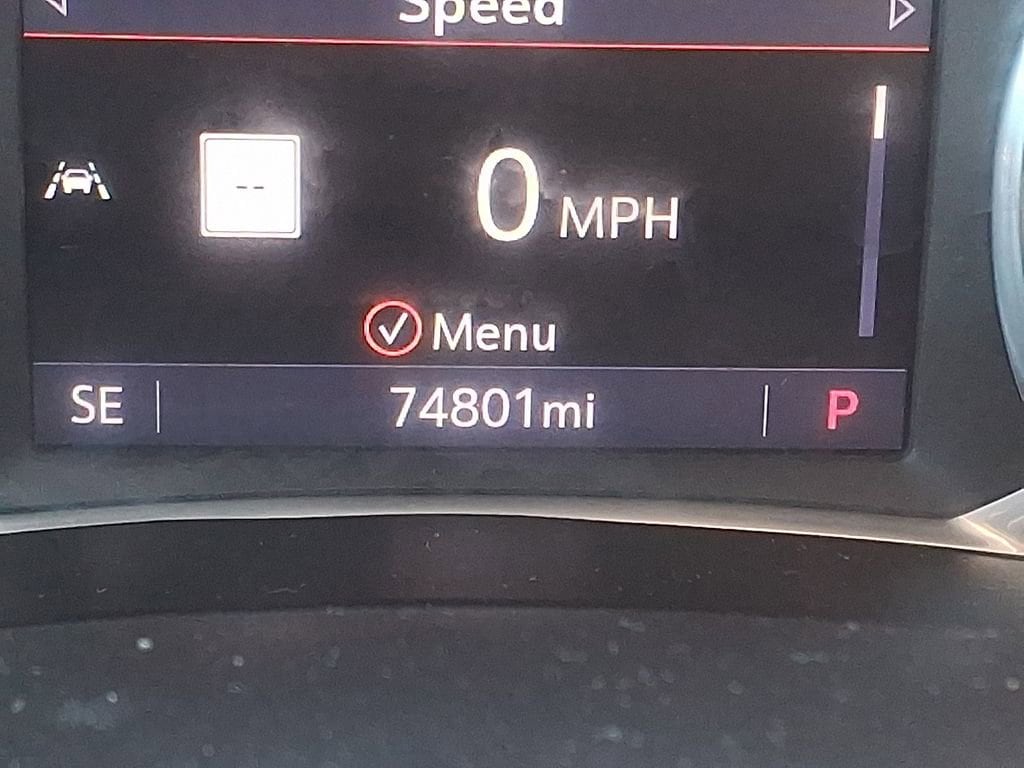 Speed
--
0 MPH
Menu
SE 74801mi P